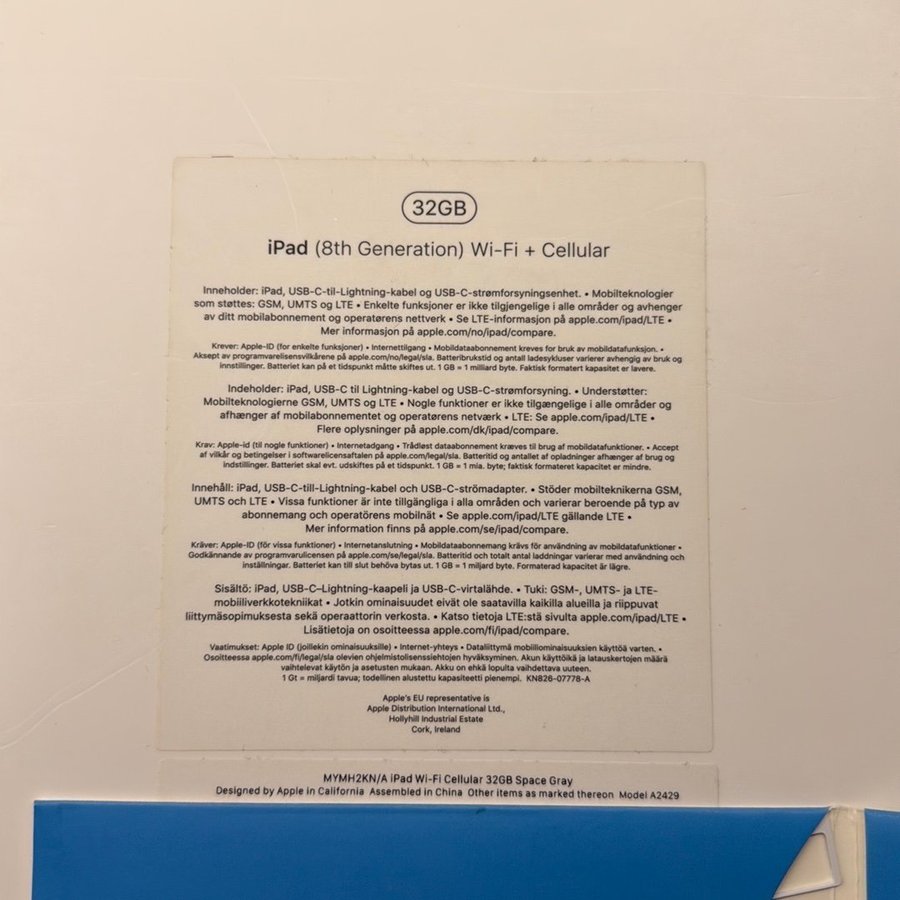 32GB
iPad (8th Generation) Wi-Fi + Cellular
Inneholder: iPad, USB-C-til-Lightning-kabel og USB-C-strømforsyningsenhet. • Mobilteknologier
som støttes: GSM, UMTS og LTE • Enkelte funksjoner er ikke tilgjengelige i alle områder og avhenger
av ditt mobilabonnement og operatørens nettverk • Se LTE-informasjon på apple.com/ipad/LTE •
Mer informasjon på apple.com/no/ipad/compare.
Krever: Apple-ID (for enkelte funksjoner) • Internettilgang • Mobildataabonnement kreves for bruk av mobildatafunksjon. •
Aksept av programvarelisensvilkårene på apple.com/no/legal/sla. Batteribrukstid og antall ladesykluser varierer avhengig av bruk og
innstillinger. Batteriet kan på et tidspunkt måtte skiftes ut. 1 GB = 1 milliard byte. Faktisk formatert kapasitet er lavere.
Indeholder: iPad, USB-C til Lightning-kabel og USB-C-strømforsyning. • Understøtter:
Mobilteknologierne GSM, UMTS og LTE • Nogle funktioner er ikke tilgængelige i alle områder og
afhænger af mobilabonnementet og operatørens netværk • LTE: Se apple.com/ipad/LTE •
Flere oplysninger på apple.com/dk/ipad/compare.
Krav: Apple-id (til nogle funktioner) • Internetadgang • Trådløst dataabonnement kræves til brug af mobildatafunktioner. • Accept
af vilkår og betingelser i softwarelicensaftalen på apple.com/legal/sla. Batteritid og antallet af opladninger afhænger af brug og
indstillinger. Batteriet skal evt. udskiftes på et tidspunkt. 1 GB = 1 mia. byte; faktisk formateret kapacitet er mindre.
Innehåll: iPad, USB-C-till-Lightning-kabel och USB-C-strömadapter. • Stöder mobilteknikerna GSM,
UMTS och LTE • Vissa funktioner är inte tillgängliga i alla områden och varierar beroende på typ av
abonnemang och operatörens mobilnät • Se apple.com/ipad/LTE gällande LTE •
Mer information finns på apple.com/se/ipad/compare.
Kräver: Apple-ID (för vissa funktioner) • Internetanslutning • Mobildataabonnemang krävs för användning av mobildatafunktioner •
Godkännande av programvarulicensen på apple.com/se/legal/sla. Batteritid och totalt antal laddningar varierar med användning och
inställningar. Batteriet kan till slut behöva bytas ut. 1 GB = 1 miljard byte. Formaterad kapacitet är lägre.
Sisältö: iPad, USB-C–Lightning-kaapeli ja USB-C-virtalähde. • Tuki: GSM-, UMTS- ja LTE-
mobiiliverkkotekniikat • Jotkin ominaisuudet eivät ole saatavilla kaikilla alueilla ja riippuvat
liittymäsopimuksesta sekä operaattorin verkosta. • Katso tietoja LTE:stä sivulta apple.com/ipad/LTE •
Lisätietoja on osoitteessa apple.com/fi/ipad/compare.
Vaatimukset: Apple ID (joillekin ominaisuuksille) • Internet-yhteys • Dataliittymä mobiiliominaisuuksien käyttöä varten. •
Osoitteessa apple.com/fi/legal/sla olevien ohjelmistolisenssiehtojen hyväksyminen. Akun käyttöikä ja latauskertojen määrä
vaihtelevat käytön ja asetusten mukaan. Akku on ehkä lopulta vaihdettava uuteen.
1 Gt = miljardi tavua; todellinen alustettu kapasiteetti pienempi. KN826-07778-A
Apple's EU representative is
Apple Distribution International Ltd.,
Hollyhill Industrial Estate
Cork, Ireland
MYMH2KN/A iPad Wi-Fi Cellular 32GB Space Gray
Designed by Apple in California Assembled in China Other items as marked thereon Model A2429